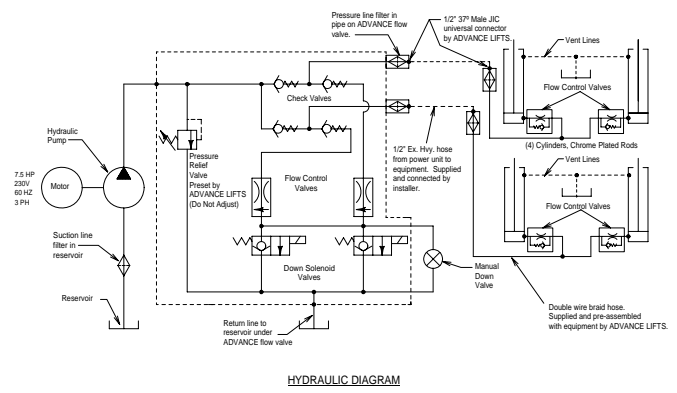 Pressure line filter in
pipe on ADVANCE flow
valve.
1/2" 37º Male JIC
universal connector
by ADVANCE LIFTS.
Vent Lines
Flow Control Valves
(4) Cylinders, Chrome Plated Rods
Check Valves
Hydraulic
Pump
7.5 HP
230V
60 HZ
3 PH
Motor
Pressure
Relief
Valve
Preset by
ADVANCE LIFTS
(Do Not Adjust)
Flow Control
Valves
1/2" Ex. Hvy. hose
from power unit to
equipment. Supplied
and connected by
installer.
Vent Lines
Flow Control Valves
Suction line
filter in
reservoir
Down Solenoid
Valves
Manual
Down
Valve
Reservoir
Return line to
reservoir under
ADVANCE flow valve
Double wire braid hose.
Supplied and pre-assembled
with equipment by ADVANCE LIFTS.
HYDRAULIC DIAGRAM